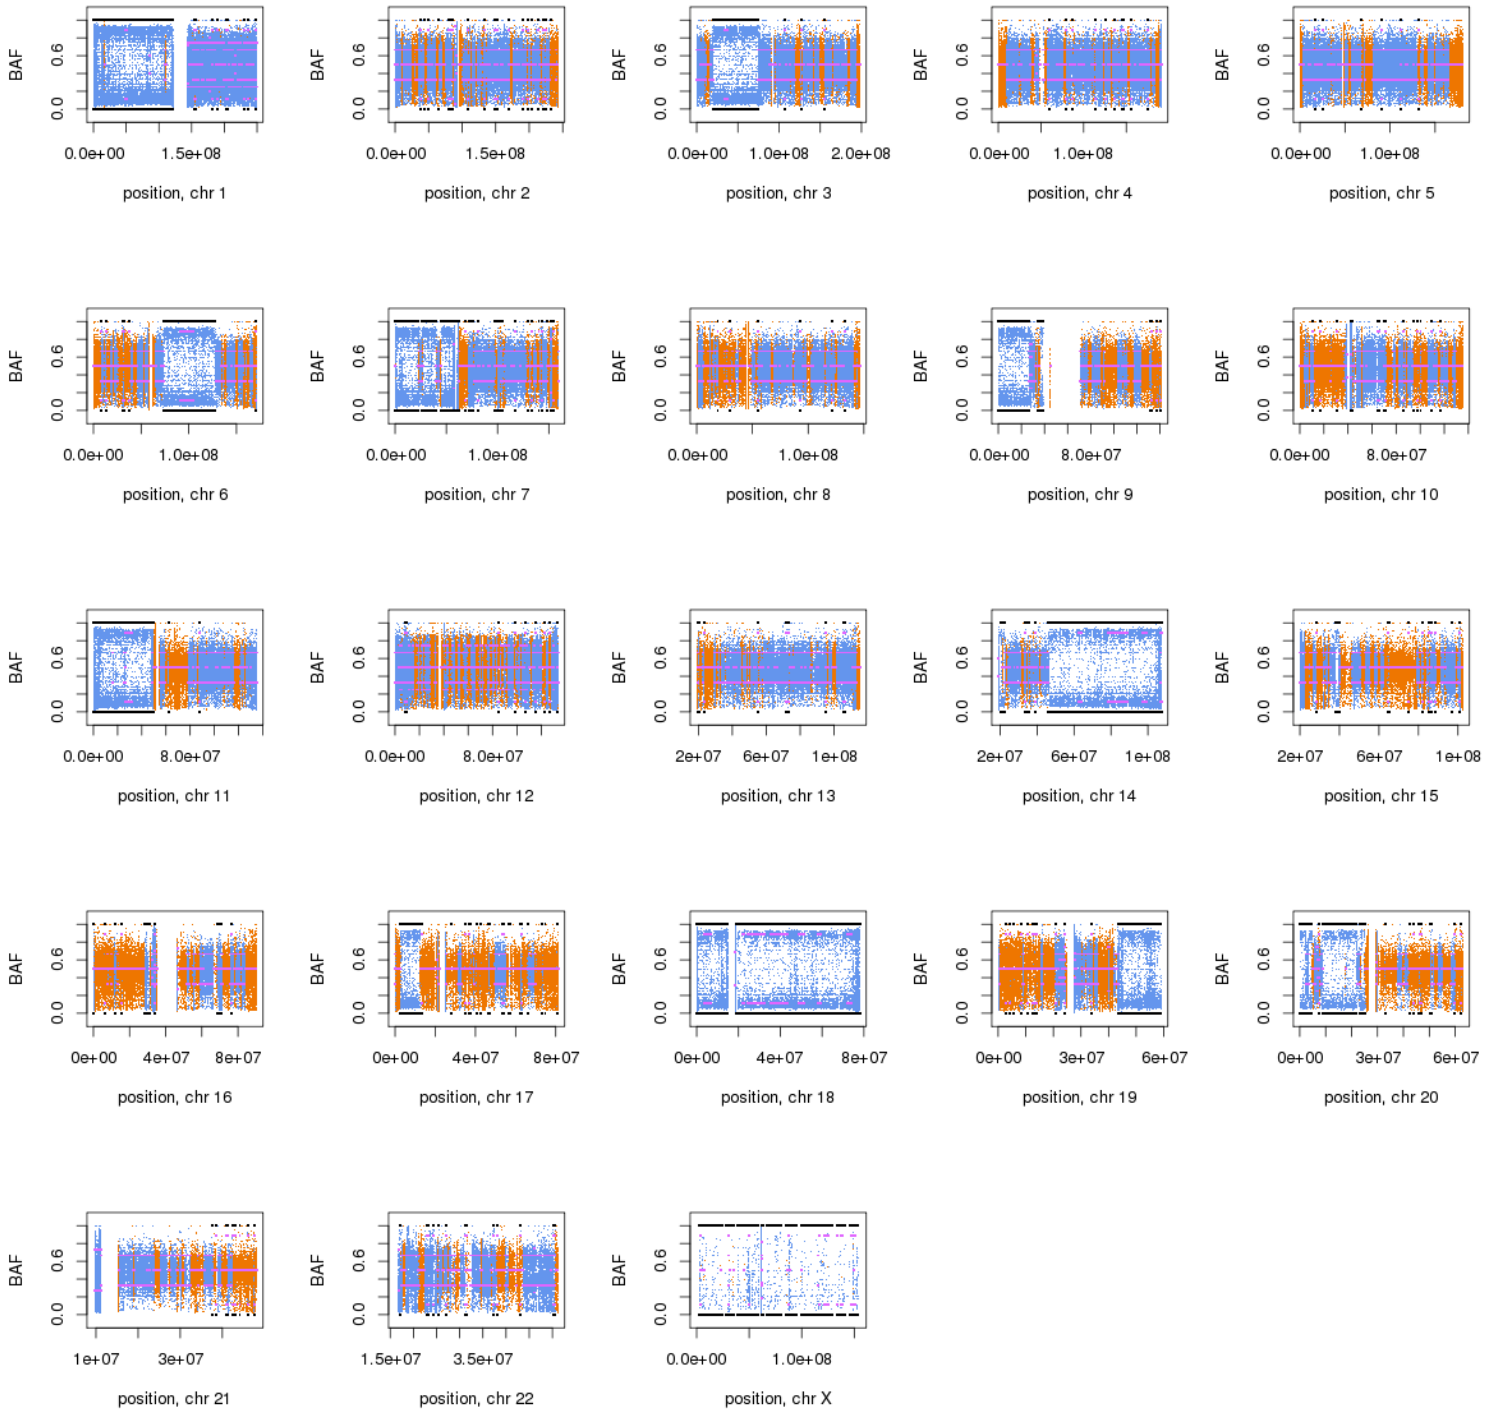 BAF 0.0 0.6 0.0e+00 1.5e+08 position, chr 1
BAF 0.0 0.6 0.0e+00 1.5e+08 position, chr 2
BAF 0.0 0.6 0.0e+00 1.0e+08 2.0e+08 position, chr 3
BAF 0.0 0.6 0.0e+00 1.0e+08 position, chr 4
BAF 0.0 0.6 0.0e+00 1.0e+08 position, chr 5
BAF 0.0 0.6 0.0e+00 1.0e+08 position, chr 6
BAF 0.0 0.6 0.0e+00 1.0e+08 position, chr 7
BAF 0.0 0.6 0.0e+00 1.0e+08 position, chr 8
BAF 0.0 0.6 0.0e+00 8.0e+07 position, chr 9
BAF 0.0 0.6 0.0e+00 8.0e+07 position, chr 10
BAF 0.0 0.6 0.0e+00 8.0e+07 position, chr 11
BAF 0.0 0.6 0.0e+00 8.0e+07 position, chr 12
BAF 0.0 0.6 2e+07 6e+07 1e+08 position, chr 13
BAF 0.0 0.6 2e+07 6e+07 1e+08 position, chr 14
BAF 0.0 0.6 2e+07 6e+07 1e+08 position, chr 15
BAF 0.0 0.6 0e+00 4e+07 8e+07 position, chr 16
BAF 0.0 0.6 0e+00 4e+07 8e+07 position, chr 17
BAF 0.0 0.6 0e+00 4e+07 8e+07 position, chr 18
BAF 0.0 0.6 0e+00 3e+07 6e+07 position, chr 19
BAF 0.0 0.6 0e+00 3e+07 6e+07 position, chr 20
BAF 0.0 0.6 1e+07 3e+07 position, chr 21
BAF 0.0 0.6 1.5e+07 3.5e+07 position, chr 22
BAF 0.0 0.6 0.0e+00 1.0e+08 position, chr X